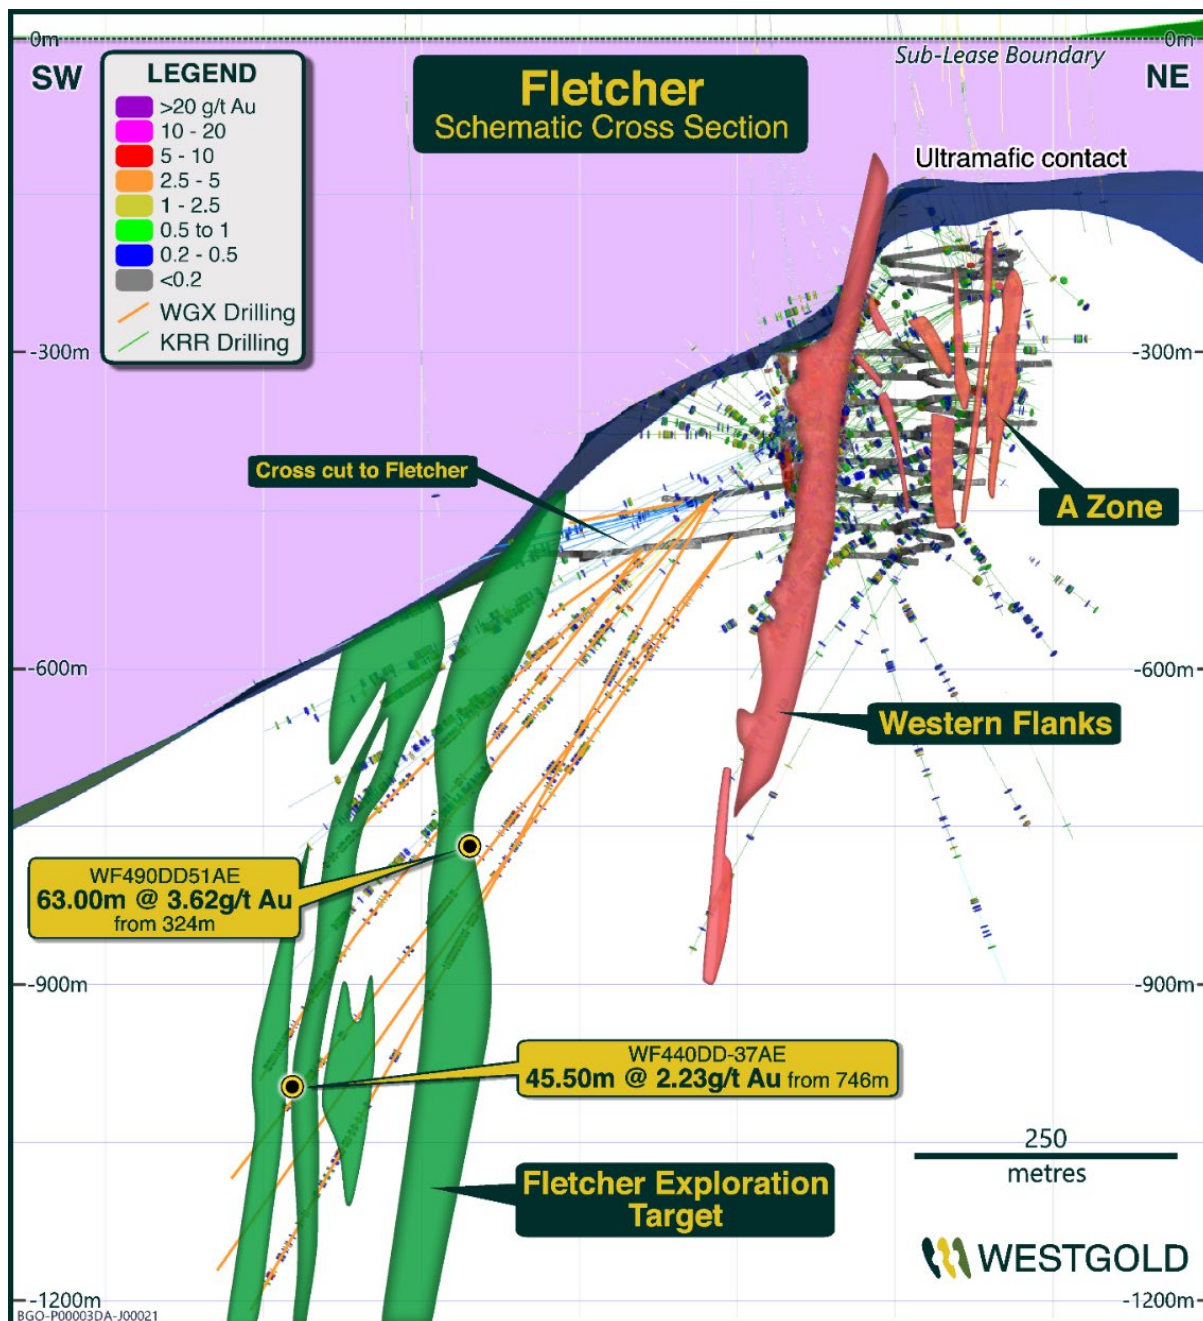 0m
0m
SW
NE
Sub-Lease Boundary
LEGEND
>20 g/t Au
10 - 20
5 - 10
2.5 - 5
1 - 2.5
0.5 to 1
0.2 - 0.5
<0.2
WGX Drilling
KRR Drilling
Fletcher
Schematic Cross Section
Ultramafic contact
-300m
-300m
Cross cut to Fletcher
A Zone
-600m
-600m
Western Flanks
WF490DD51AE
63.00m @ 3.62g/t Au
from 324m
-900m
-900m
WF440DD-37AE
45.50m @ 2.23g/t Au from 746m
250
metres
Fletcher Exploration
Target
WESTGOLD
-1200m
-1200m
BGO-P00003DA-J00021